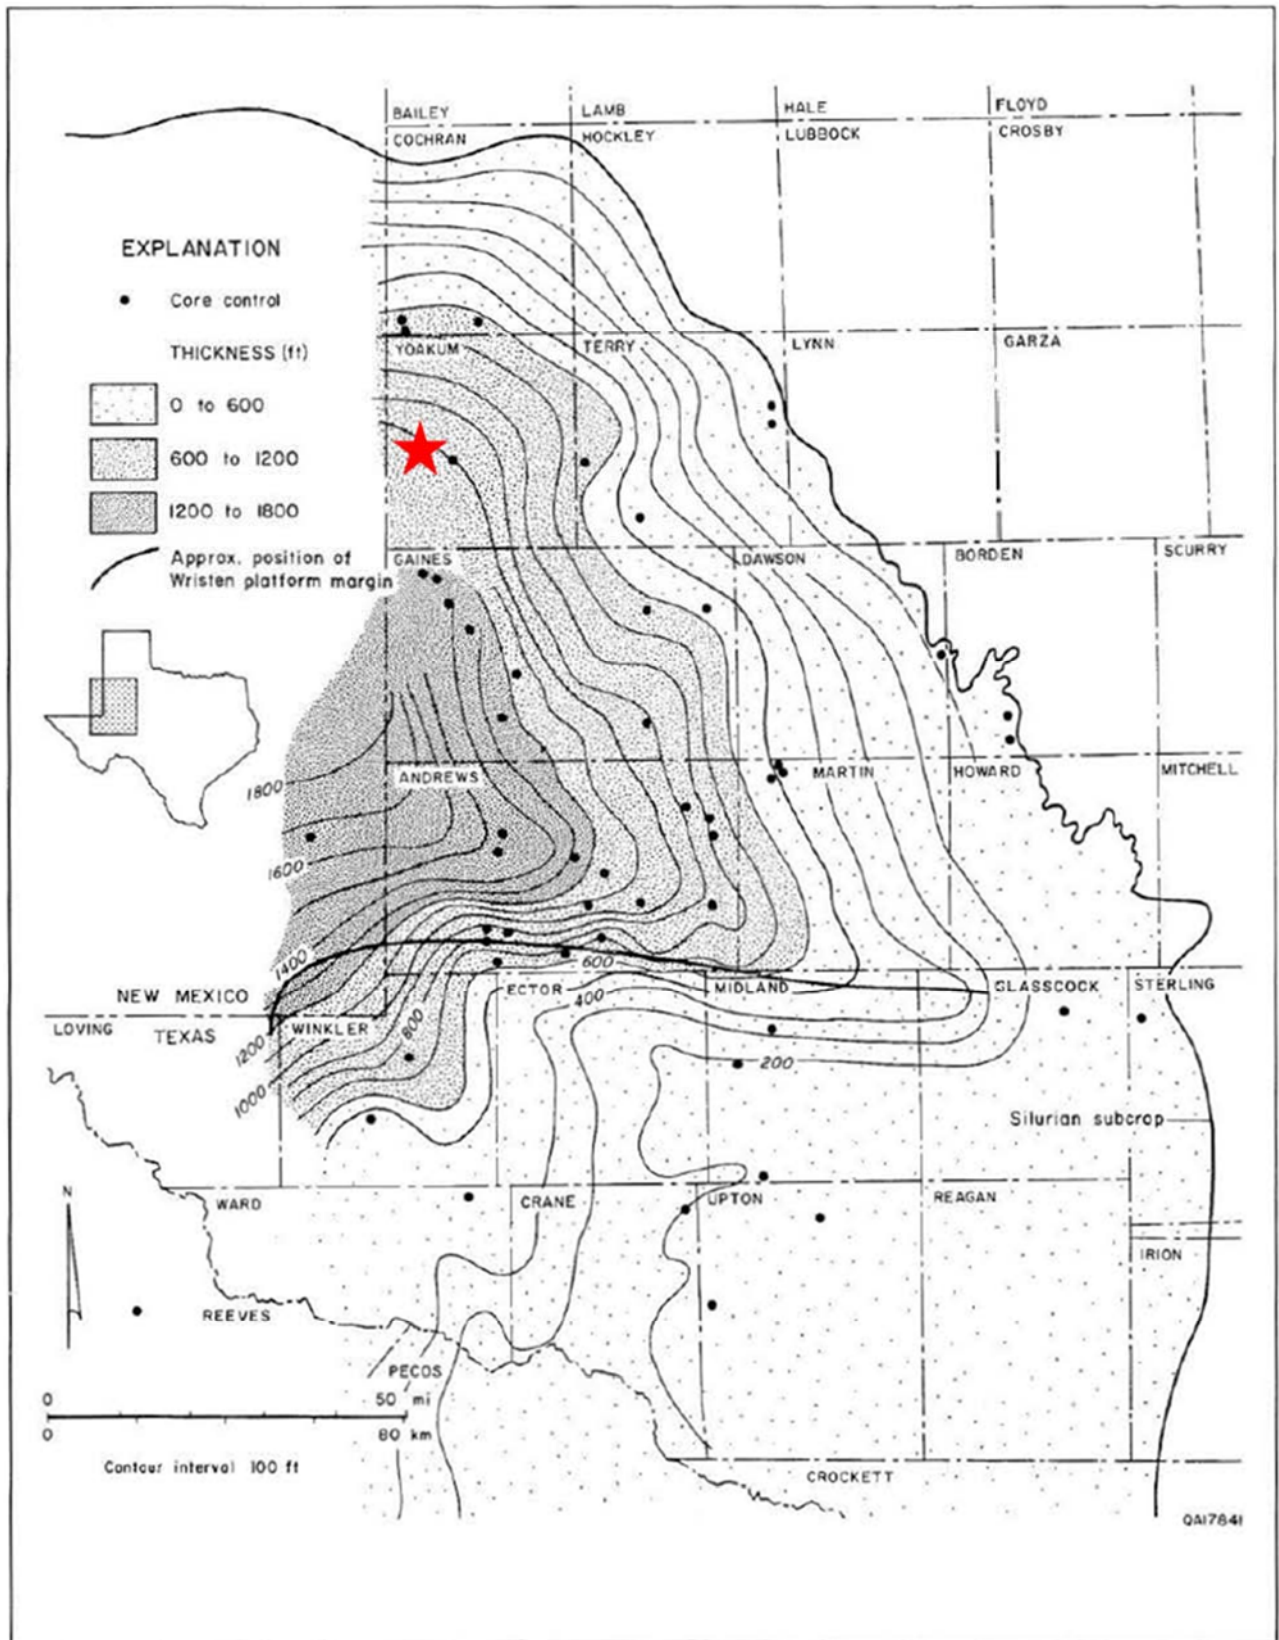 BAILEY LAMB HALE FLOYD
COCHRAN HOCKLEY LUBBOCK CROSBY
EXPLANATION
Core control
THICKNESS (ft)
0 to 600
600 to 1200
1200 to 1800
Approx. position of
Wristen platform margin
YOAKUM TERRY LYNN GARZA
GAINES DAWSON BORDEN SCURRY
ANDREWS MARTIN HOWARD MITCHELL
1800
1600
1400
1200
1000
800
600
400
200
NEW MEXICO
TEXAS
LOVING WINKLER ECTOR MIDLAND GLASSCOCK STERLING
Silurian subcrop
N
WARD CRANE UPTON REAGAN
IRION
REEVES
PECOS
CROCKETT
0 50 mi
0 80 km
Contour interval 100 ft
QA17841